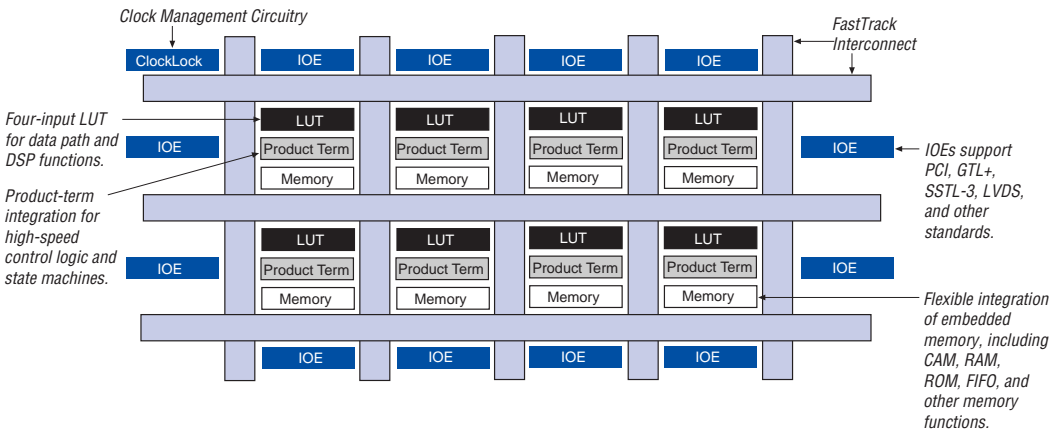 Clock Management Circuitry
FastTrack
Interconnect
ClockLock
IOE
IOE
IOE
IOE
Four-input LUT
for data path and
DSP functions.
LUT
LUT
LUT
LUT
IOE
Product Term
Product Term
Product Term
Product Term
IOE
IOEs support
PCI, GTL+,
SSTL-3, LVDS,
and other
standards.
Memory
Memory
Memory
Memory
Product-term
integration for
high-speed
control logic and
state machines.
LUT
LUT
LUT
LUT
IOE
Product Term
Product Term
Product Term
Product Term
IOE
Memory
Memory
Memory
Memory
Flexible integration
of embedded
memory, including
CAM, RAM,
ROM, FIFO, and
other memory
functions.
IOE
IOE
IOE
IOE